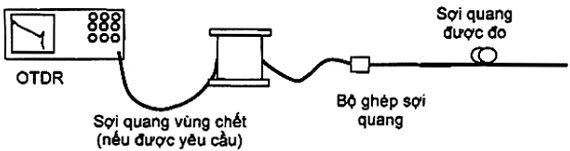 Sợi quang
được đo
OTDR
Bộ ghép sợi
quang
Sợi quang vùng chết
(nếu được yêu cầu)